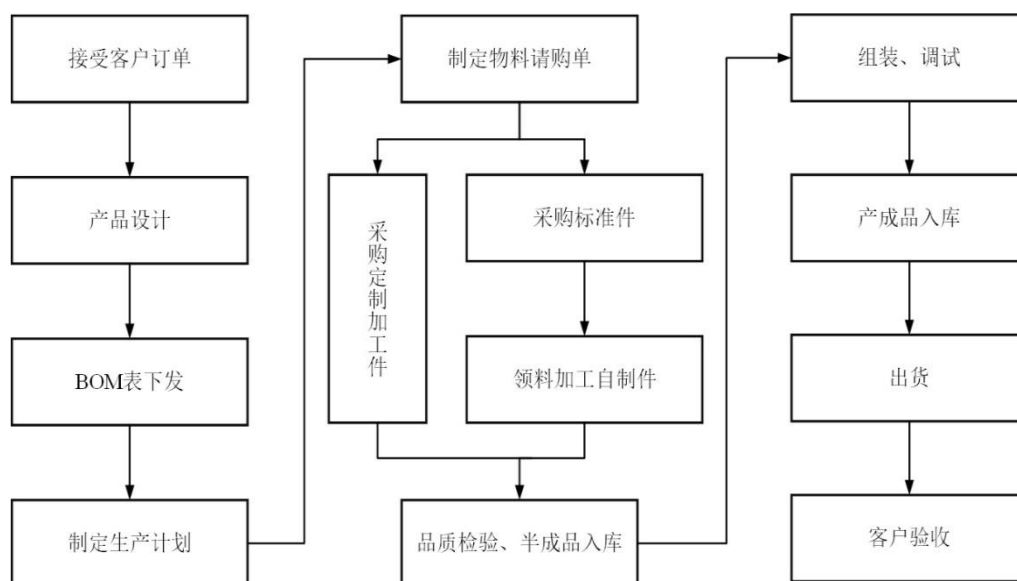 接受客户订单
产品设计
BOM表下发
制定生产计划
制定物料请购单
采购定制加工件
采购标准件
领料加工自制件
品质检验、半成品入库
组装、调试
产成品入库
出货
客户验收